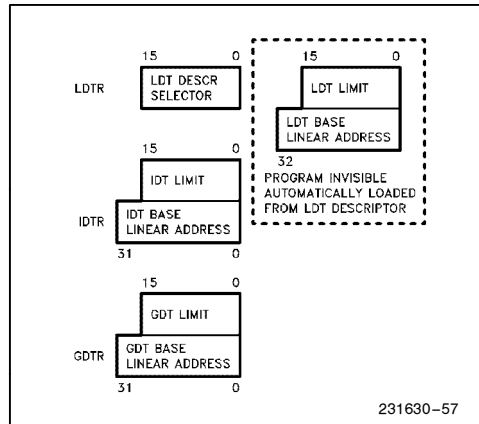 15 0
LDTR
LDT DESCR
SELECTOR
15 0
LDT LIMIT
LDT BASE
LINEAR ADDRESS
32
PROGRAM INVISIBLE
AUTOMATICALLY LOADED
FROM LDT DESCRIPTOR
15 0
IDTR
IDT LIMIT
IDT BASE
LINEAR ADDRESS
31 0
15 0
GDTR
GDT LIMIT
GDT BASE
LINEAR ADDRESS
31 0
231630-57